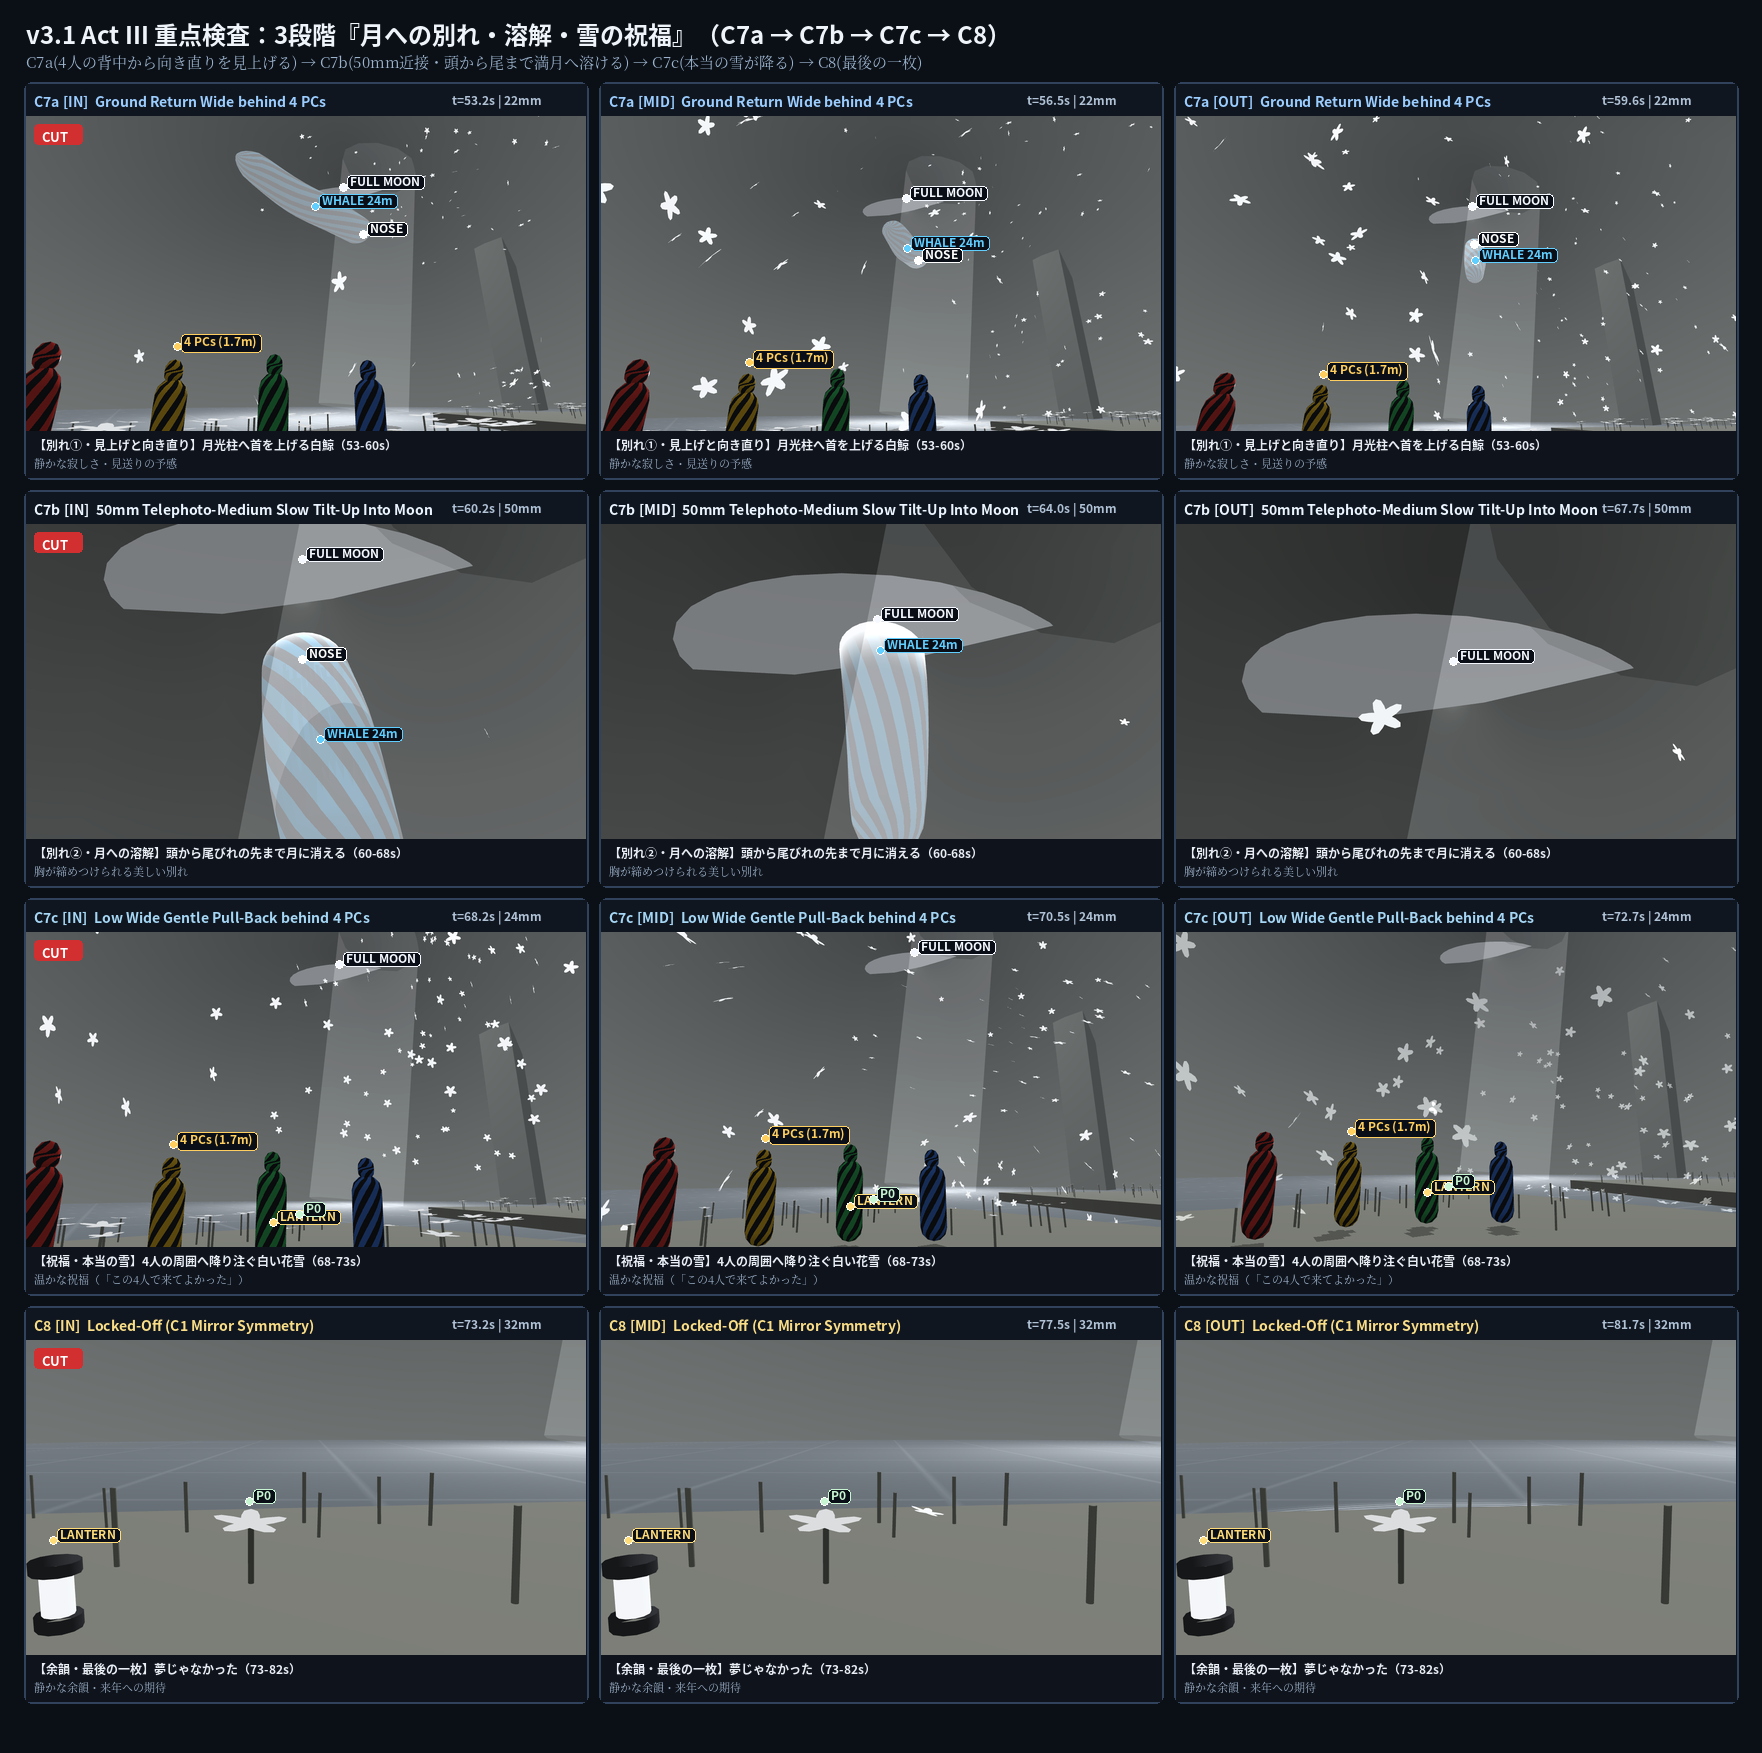 v3.1 Act III 重点検査：3段階『月への別れ・溶解・雪の祝福』（C7a → C7b → C7c → C8）
C7a(4人の背中から向き直りを見上げる) → C7b(50mm近接・頭から尾まで満月へ溶ける) → C7c(本当の雪が降る) → C8(最後の一枚)
C7a [IN] Ground Return Wide behind 4 PCs t=53.2s | 22mm
CUT
FULL MOON
WHALE 24m
NOSE
4 PCs (1.7m)
【別れ①・見上げと向き直り】月光柱へ首を上げる白鯨（53-60s）
静かな寂しさ・見送りの予感
C7a [MID] Ground Return Wide behind 4 PCs t=56.5s | 22mm
FULL MOON
WHALE 24m
NOSE
4 PCs (1.7m)
【別れ①・見上げと向き直り】月光柱へ首を上げる白鯨（53-60s）
静かな寂しさ・見送りの予感
C7a [OUT] Ground Return Wide behind 4 PCs t=59.6s | 22mm
FULL MOON
NOSE
WHALE 24m
4 PCs (1.7m)
【別れ①・見上げと向き直り】月光柱へ首を上げる白鯨（53-60s）
静かな寂しさ・見送りの予感
C7b [IN] 50mm Telephoto-Medium Slow Tilt-Up Into Moon t=60.2s | 50mm
CUT
FULL MOON
NOSE
WHALE 24m
【別れ②・月への溶解】頭から尾びれの先まで月に消える（60-68s）
胸が締めつけられる美しい別れ
C7b [MID] 50mm Telephoto-Medium Slow Tilt-Up Into Moon t=64.0s | 50mm
FULL MOON
WHALE 24m
【別れ②・月への溶解】頭から尾びれの先まで月に消える（60-68s）
胸が締めつけられる美しい別れ
C7b [OUT] 50mm Telephoto-Medium Slow Tilt-Up Into Moon t=67.7s | 50mm
FULL MOON
【別れ②・月への溶解】頭から尾びれの先まで月に消える（60-68s）
胸が締めつけられる美しい別れ
C7c [IN] Low Wide Gentle Pull-Back behind 4 PCs t=68.2s | 24mm
CUT
FULL MOON
4 PCs (1.7m)
P0
LANTERN
【祝福・本当の雪】4人の周囲へ降り注ぐ白い花雪（68-73s）
温かな祝福（「この4人で来てよかった」）
C7c [MID] Low Wide Gentle Pull-Back behind 4 PCs t=70.5s | 24mm
FULL MOON
4 PCs (1.7m)
P0
LANTERN
【祝福・本当の雪】4人の周囲へ降り注ぐ白い花雪（68-73s）
温かな祝福（「この4人で来てよかった」）
C7c [OUT] Low Wide Gentle Pull-Back behind 4 PCs t=72.7s | 24mm
4 PCs (1.7m)
P0
LANTERN
【祝福・本当の雪】4人の周囲へ降り注ぐ白い花雪（68-73s）
温かな祝福（「この4人で来てよかった」）
C8 [IN] Locked-Off (C1 Mirror Symmetry) t=73.2s | 32mm
CUT
P0
LANTERN
【余韻・最後の一枚】夢じゃなかった（73-82s）
静かな余韻・来年への期待
C8 [MID] Locked-Off (C1 Mirror Symmetry) t=77.5s | 32mm
P0
LANTERN
【余韻・最後の一枚】夢じゃなかった（73-82s）
静かな余韻・来年への期待
C8 [OUT] Locked-Off (C1 Mirror Symmetry) t=81.7s | 32mm
P0
LANTERN
【余韻・最後の一枚】夢じゃなかった（73-82s）
静かな余韻・来年への期待